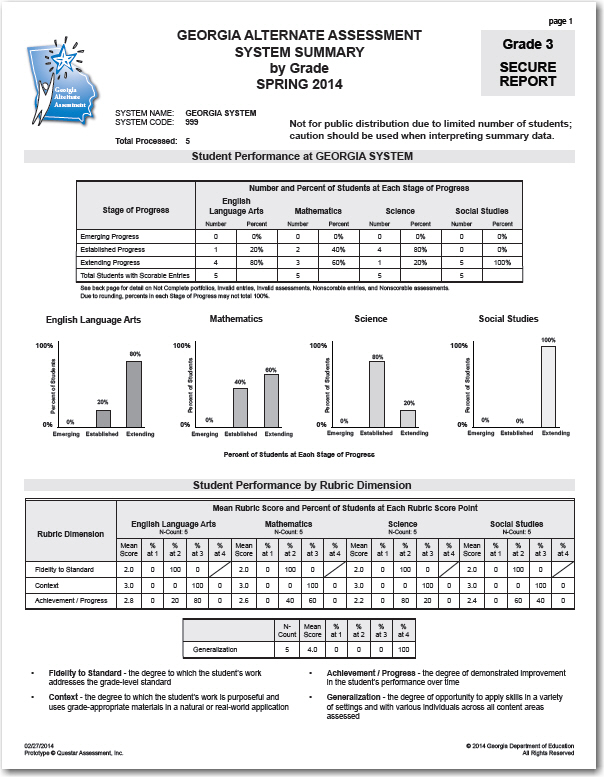 page 1
GEORGIA ALTERNATE ASSESSMENT
SYSTEM SUMMARY
by Grade
SPRING 2014
Grade 3
SECURE
REPORT
Georgia
Alternate
Assessment
SYSTEM NAME: GEORGIA SYSTEM
SYSTEM CODE: 999
Total Processed: 5
Not for public distribution due to limited number of students;
caution should be used when interpreting summary data.
Student Performance at GEORGIA SYSTEM
Number and Percent of Students at Each Stage of Progress
Stage of Progress English Language Arts Mathematics Science Social Studies
Number Percent Number Percent Number Percent Number Percent
Emerging Progress 0 0% 0 0% 0 0% 0 0%
Established Progress 1 20% 2 40% 4 80% 0 0%
Extending Progress 4 80% 3 60% 1 20% 5 100%
Total Students with Scorable Entries 5 5 5 5
See back page for detail on Not Complete portfolios, Invalid entries, Invalid assessments, Nonscorable entries, and Nonscorable assessments.
Due to rounding, percents in each Stage of Progress may not total 100%.
English Language Arts
100%
Percent of Students
0%
0% 20% 80%
Emerging Established Extending
Mathematics
100%
Percent of Students
0%
0% 40% 60%
Emerging Established Extending
Science
100%
Percent of Students
0%
0% 80% 20%
Emerging Established Extending
Social Studies
100%
Percent of Students
0%
0% 0% 100%
Emerging Established Extending
Percent of Students at Each Stage of Progress
Student Performance by Rubric Dimension
Mean Rubric Score and Percent of Students at Each Rubric Score Point
Rubric Dimension English Language Arts Mathematics Science Social Studies
N-Count: 5 N-Count: 5 N-Count: 5 N-Count: 5
Mean Score % at 1 % at 2 % at 3 % at 4 Mean Score % at 1 % at 2 % at 3 % at 4 Mean Score % at 1 % at 2 % at 3 % at 4 Mean Score % at 1 % at 2 % at 3 % at 4
Fidelity to Standard 2.0 0 100 0 2.0 0 100 0 2.0 0 100 0 2.0 0 100 0
Context 3.0 0 0 100 0 3.0 0 0 100 0 3.0 0 0 100 0 3.0 0 0 100 0
Achievement / Progress 2.8 0 20 80 0 2.6 0 40 60 0 2.2 0 80 20 0 2.4 0 60 40 0
N-Count Mean Score % at 1 % at 2 % at 3 % at 4
Generalization 5 4.0 0 0 0 100
• Fidelity to Standard - the degree to which the student's work
addresses the grade-level standard
• Context - the degree to which the student's work is purposeful and
uses grade-appropriate materials in a natural or real-world application
• Achievement / Progress - the degree of demonstrated improvement
in the student's performance over time
• Generalization - the degree of opportunity to apply skills in a variety
of settings and with various individuals across all content areas
assessed
02/27/2014
Prototype © Questar Assessment, Inc.
© 2014 Georgia Department of Education
All Rights Reserved